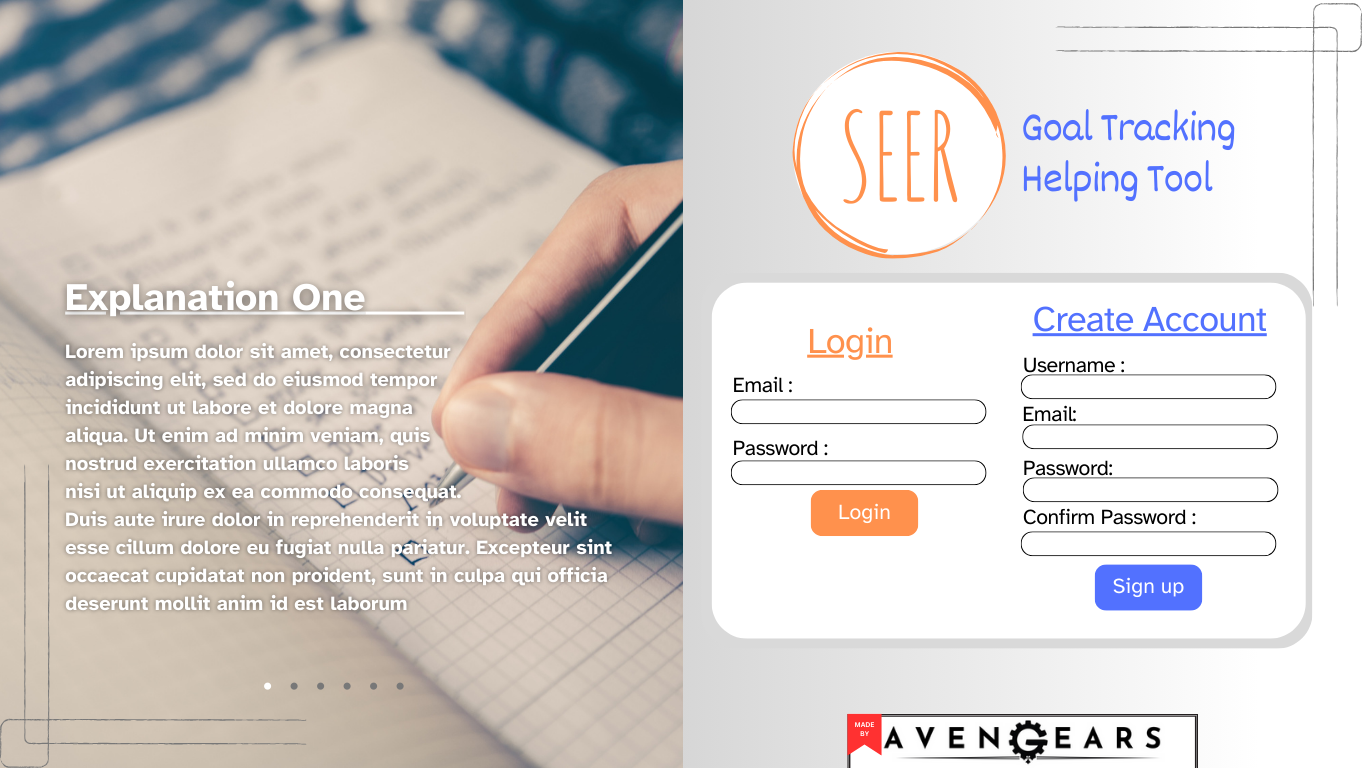 Explanation One
Lorem ipsum dolor sit amet, consectetur
adipiscing elit, sed do eiusmod tempor
incididunt ut labore et dolore magna
aliqua. Ut enim ad minim veniam, quis
nostrud exercitation ullamco laboris
nisi ut aliquip ex ea commodo consequat.
Duis aute irure dolor in reprehenderit in voluptate velit
esse cillum dolore eu fugiat nulla pariatur. Excepteur sint
occaecat cupidatat non proident, sunt in culpa qui officia
deserunt mollit anim id est laborum
SEER
Goal Tracking
Helping Tool
Login
Email :
Password :
Login
Create Account
Username :
Email:
Password:
Confirm Password :
Sign up
MADE
BY
AVENGEARS